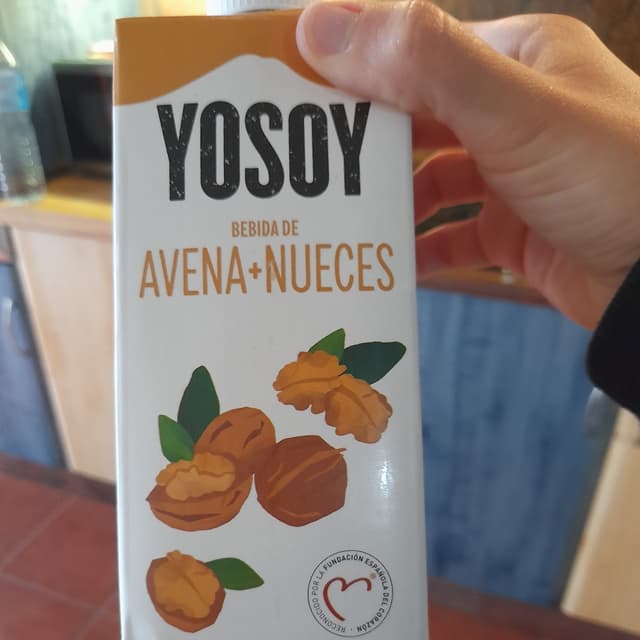 YOSOY
BEBIDA DE
AVENA+NUECES
RECONOCIDO POR LA FUNDACIÓN ESPAÑOLA DEL CORAZÓN ·
®